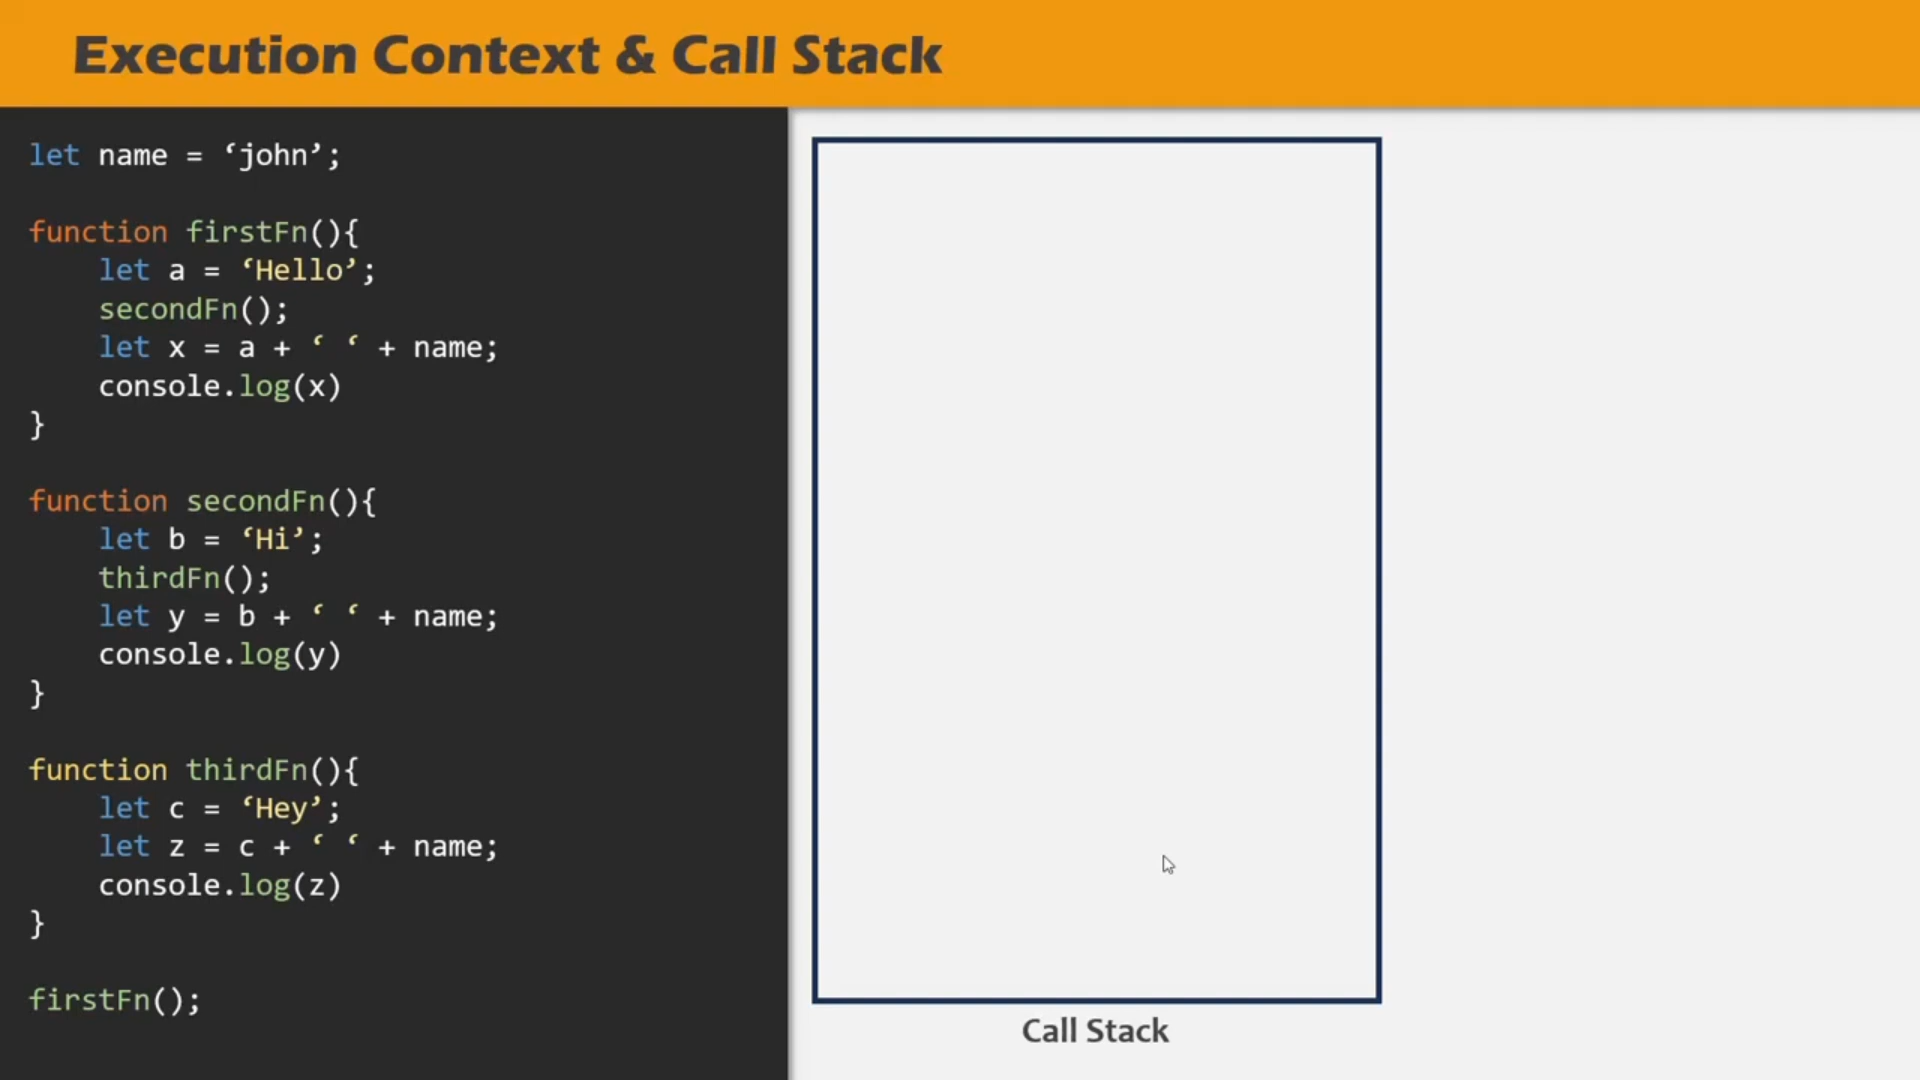 Execution Context & Call Stack
let name = ‘john’;
function firstFn(){
let a = ‘Hello’;
secondFn();
let x = a + ‘ ‘ + name;
console.log(x)
}
function secondFn(){
let b = ‘Hi’;
thirdFn();
let y = b + ‘ ‘ + name;
console.log(y)
}
function thirdFn(){
let c = ‘Hey’;
let z = c + ‘ ‘ + name;
console.log(z)
}
firstFn();
Call Stack